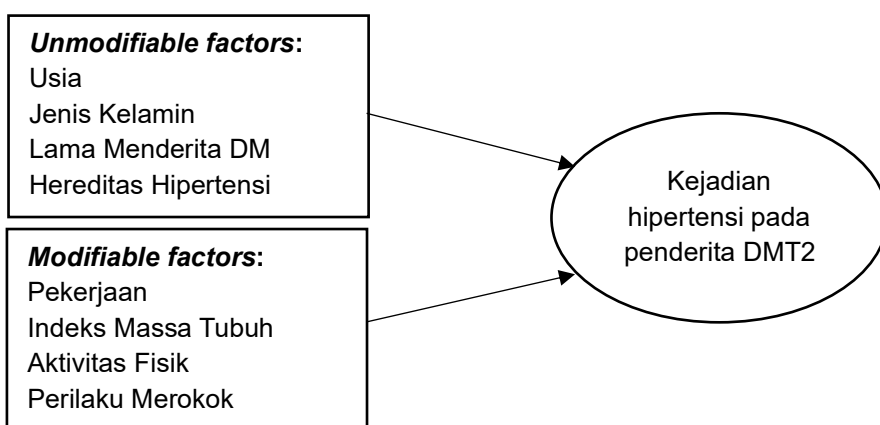 Unmodifiable factors:
Usia
Jenis Kelamin
Lama Menderita DM
Hereditas Hipertensi
Modifiable factors:
Pekerjaan
Indeks Massa Tubuh
Aktivitas Fisik
Perilaku Merokok
Kejadian
hipertensi pada
penderita DMT2